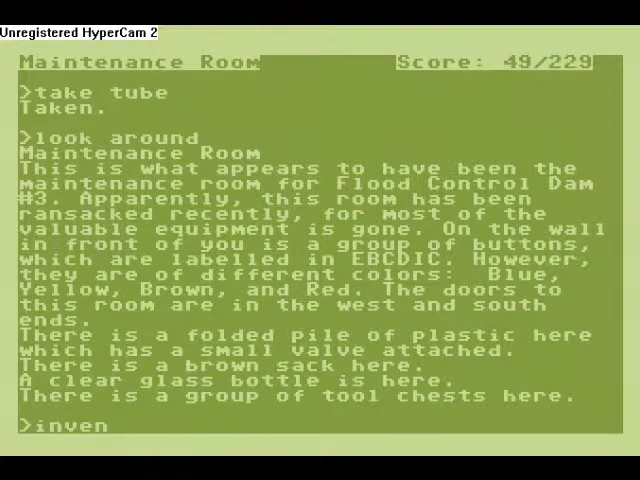 Unregistered HyperCam 2
Maintenance Room Score: 49/229
>take tube
Taken.
>look around
Maintenance Room
This is what appears to have been the
maintenance room for Flood Control Dam
#3. Apparently, this room has been
ransacked recently, for most of the
valuable equipment is gone. On the wall
in front of you is a group of buttons,
which are labelled in EBCDIC. However,
they are of different colors: Blue,
Yellow, Brown, and Red. The doors to
this room are in the west and south
ends.
There is a folded pile of plastic here
which has a small valve attached.
There is a brown sack here.
A clear glass bottle is here.
There is a group of tool chests here.
>inven